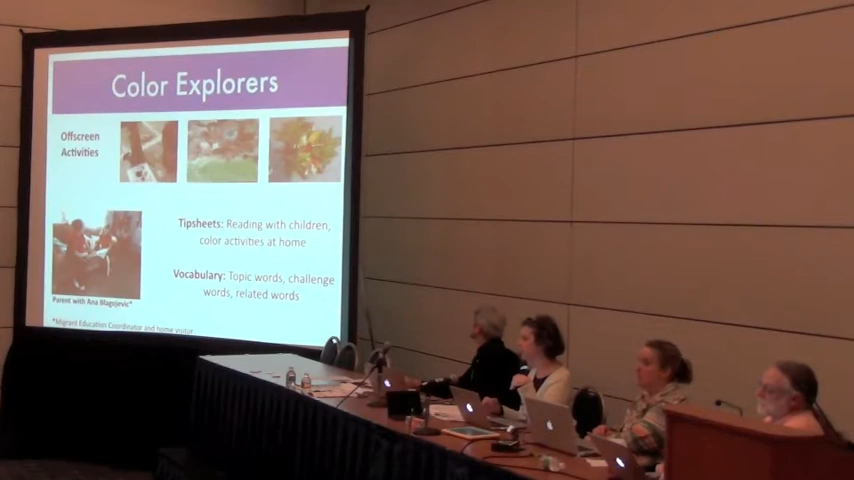 Color Explorers
Offscreen
Activities
Tipsheets: Reading with children,
color activities at home
Vocabulary: Topic words, challenge
words, related words
Parent with Ana Blagojevic*
*Migrant Education Coordinator and home visitor